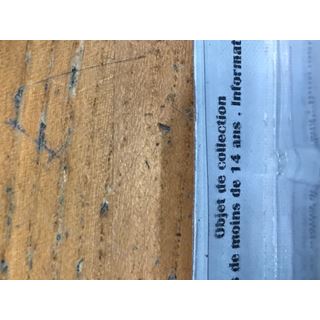 Objet de collection
s de moins de 14 ans . Informat